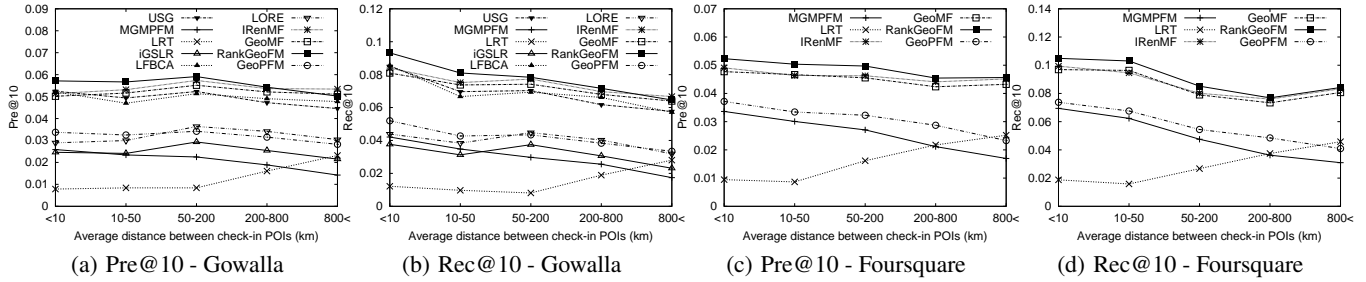 Pre@10
0.09
0.08
0.07
0.06
0.05
0.04
0.03
0.02
0.01
0
USG
MGMPFM
LRT
iGSLR
LFBCA
LORE
IRenMF
GeoMF
RankGeoFM
GeoPFM
<10
10-50
50-200
200-800
800<
Average distance between check-in POIs (km)
(a) Pre@10 - Gowalla
Rec@10
0.12
0.1
0.08
0.06
0.04
0.02
0
USG
MGMPFM
LRT
iGSLR
LFBCA
LORE
IRenMF
GeoMF
RankGeoFM
GeoPFM
<10
10-50
50-200
200-800
800<
Average distance between check-in POIs (km)
(b) Rec@10 - Gowalla
Pre@10
0.07
0.06
0.05
0.04
0.03
0.02
0.01
0
MGMPFM
LRT
IRenMF
GeoMF
RankGeoFM
GeoPFM
<10
10-50
50-200
200-800
800<
Average distance between check-in POIs (km)
(c) Pre@10 - Foursquare
Rec@10
0.14
0.12
0.1
0.08
0.06
0.04
0.02
0
MGMPFM
LRT
IRenMF
GeoMF
RankGeoFM
GeoPFM
<10
10-50
50-200
200-800
800<
Average distance between check-in POIs (km)
(d) Rec@10 - Foursquare